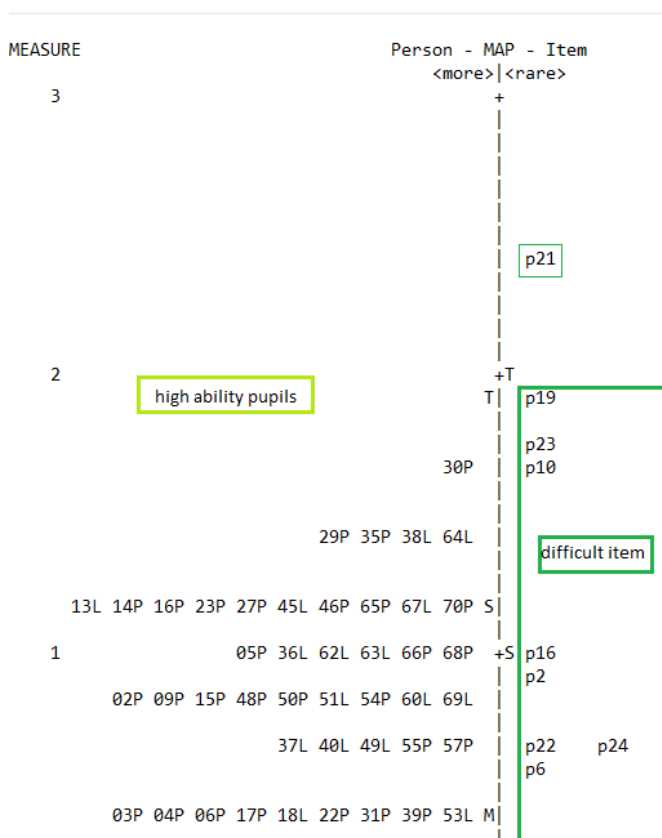 MEASURE Person - MAP - Item
<more>|<rare>
3 +
p21
2 +T
high ability pupils T| p19
p23
30P p10
29P 35P 38L 64L
difficult item
13L 14P 16P 23P 27P 45L 46P 65P 67L 70P S|
1 05P 36L 62L 63L 66P 68P +S p16
p2
02P 09P 15P 48P 50P 51L 54P 60L 69L
37L 40L 49L 55P 57P p22 p24
p6
03P 04P 06P 17P 18L 22P 31P 39P 53L M|